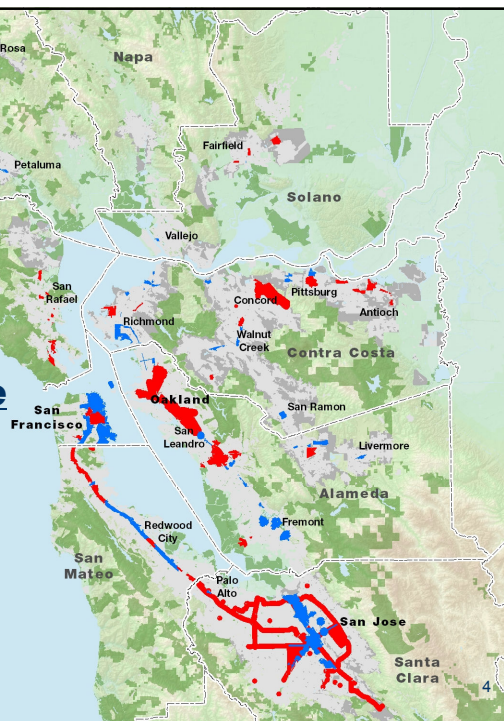 Rosa
Napa
Fairfield
Petaluma
Solano
Vallejo
San
Rafael
Concord
Pittsburg
Antioch
Richmond
Walnut
Creek
Contra Costa
Oakland
San
Francisco
San Ramon
San
Leandro
Livermore
Alameda
Redwood
City
Fremont
San
Mateo
Palo
Alto
San Jose
Santa
Clara
4